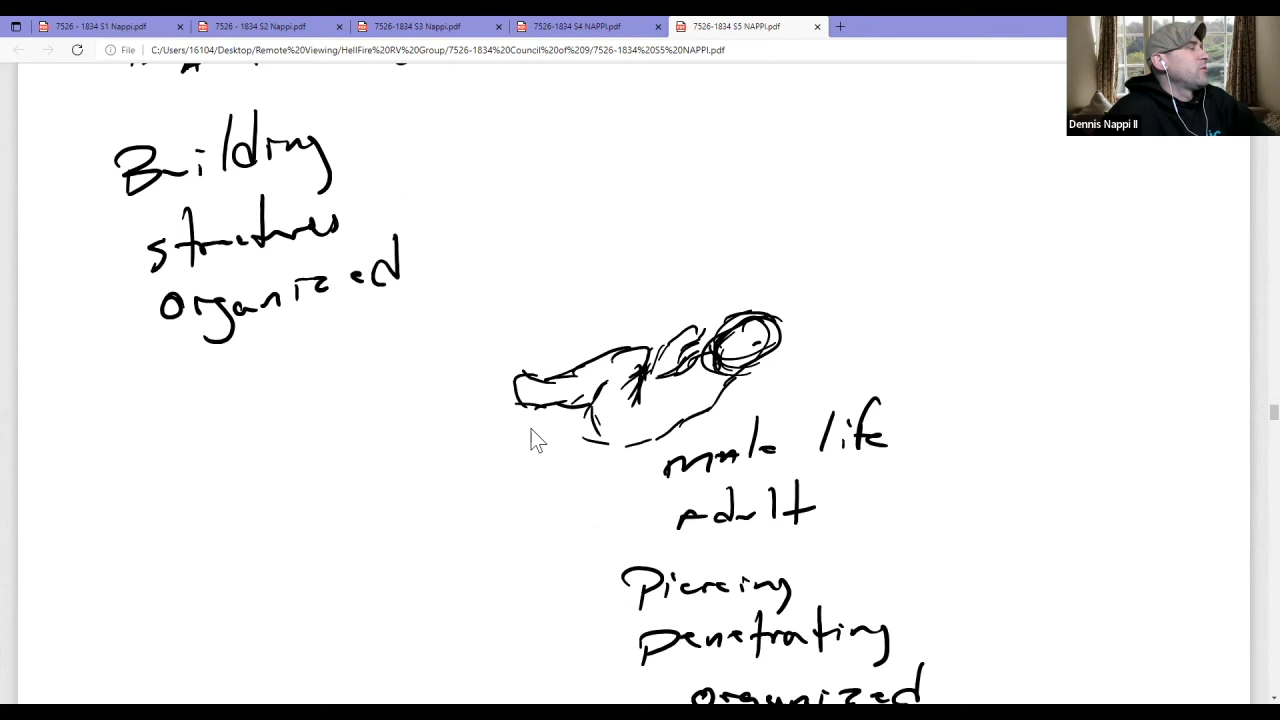 7526 - 1834 S1 Nappi.pdf
7526 - 1834 S2 Nappi.pdf
7526-1834 S3 Nappi.pdf
7526-1834 S4 NAPPI.pdf
7526-1834 S5 NAPPI.pdf
File C:/Users/16104/Desktop/Remote%20Viewing/HellFire%20RV%20Group/7526-1834%20Council%20of%209/7526-1834%20S5%20NAPPI.pdf
Dennis Nappi II
Building
structures
organized
male life
adult
Piercing
penetrating
organized